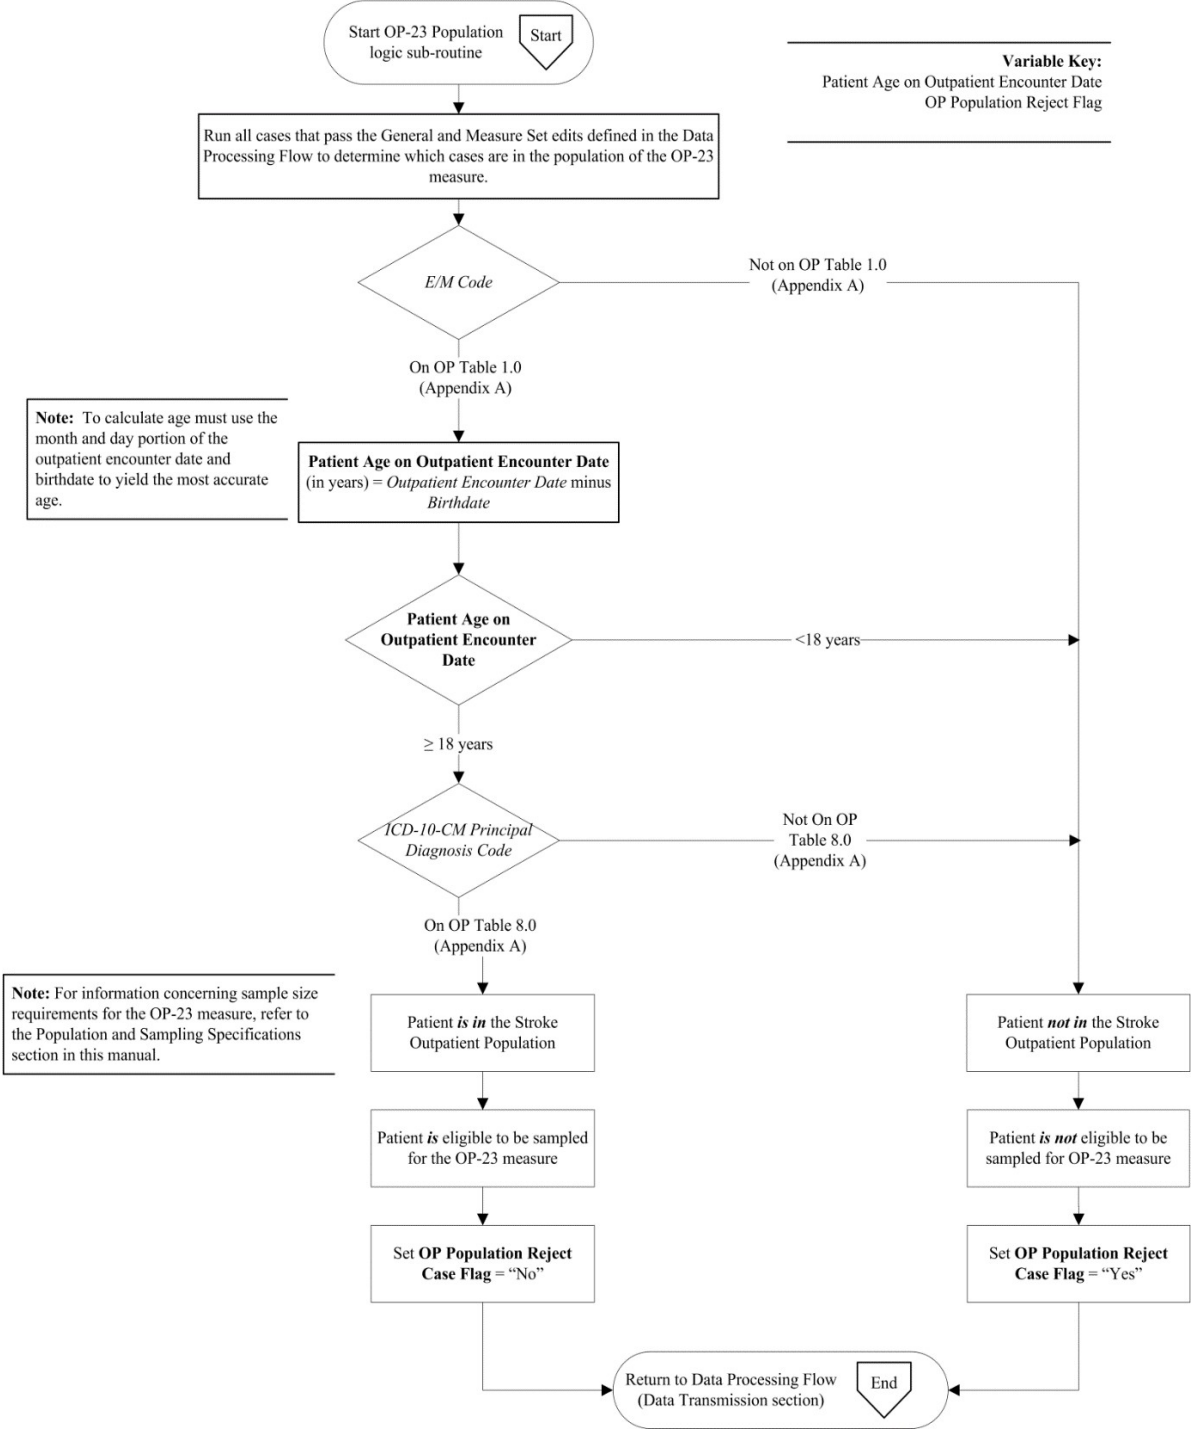 Start OP-23 Population
logic sub-routine
Start
Variable Key:
Patient Age on Outpatient Encounter Date
OP Population Reject Flag
Run all cases that pass the General and Measure Set edits defined in the Data
Processing Flow to determine which cases are in the population of the OP-23
measure.
E/M Code
Not on OP Table 1.0
(Appendix A)
On OP Table 1.0
(Appendix A)
Note:  To calculate age must use the
month and day portion of the
outpatient encounter date and
birthdate to yield the most accurate
age.
Patient Age on Outpatient Encounter Date
(in years) = Outpatient Encounter Date minus
Birthdate
Patient Age on
Outpatient Encounter
Date
<18 years
≥ 18 years
ICD-10-CM Principal
Diagnosis Code
Not On OP
Table 8.0
(Appendix A)
On OP Table 8.0
(Appendix A)
Note: For information concerning sample size
requirements for the OP-23 measure, refer to
the Population and Sampling Specifications
section in this manual.
Patient is in the Stroke
Outpatient Population
Patient not in the Stroke
Outpatient Population
Patient is eligible to be sampled
for the OP-23 measure
Patient is not eligible to be
sampled for OP-23 measure
Set OP Population Reject
Case Flag = “No”
Set OP Population Reject
Case Flag = “Yes”
Return to Data Processing Flow
(Data Transmission section)
End